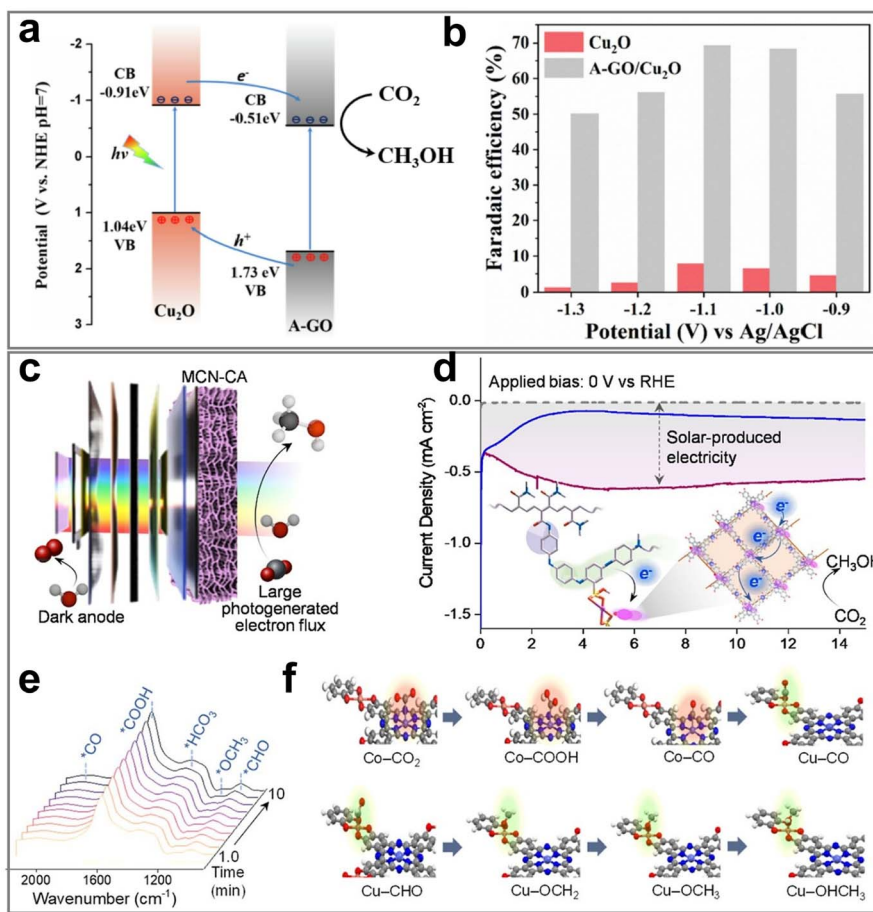 a
Potential (V vs. NHE pH=7)
-2
-1
0
1
2
3
CB
-0.91eV
e-
CB
-0.51eV
CO2
CH3OH
hv
1.04eV
VB
h+
1.73 eV
VB
Cu2O
A-GO
b
Faradaic efficiency (%)
70
60
50
40
30
20
10
0
Cu2O
A-GO/Cu2O
-1.3 -1.2 -1.1 -1.0 -0.9
Potential (V) vs Ag/AgCl
c
MCN-CA
Dark anode
Large
photogenerated
electron flux
d
Applied bias: 0 V vs RHE
Current Density (mA cm-2)
0.0
-0.5
-1.0
-1.5
Solar-produced
electricity
e-
e-
e-
e-
CH3OH
CO2
0 2 4 6 8 10 12 14
e
*CO
*COOH
*HCO3
*OCH3
*CHO
10
1.0
Time
(min)
2000 1600 1200
Wavenumber (cm-1)
f
Co–CO2
Co–COOH
Co–CO
Cu–CO
Cu–CHO
Cu–OCH2
Cu–OCH3
Cu–OHCH3